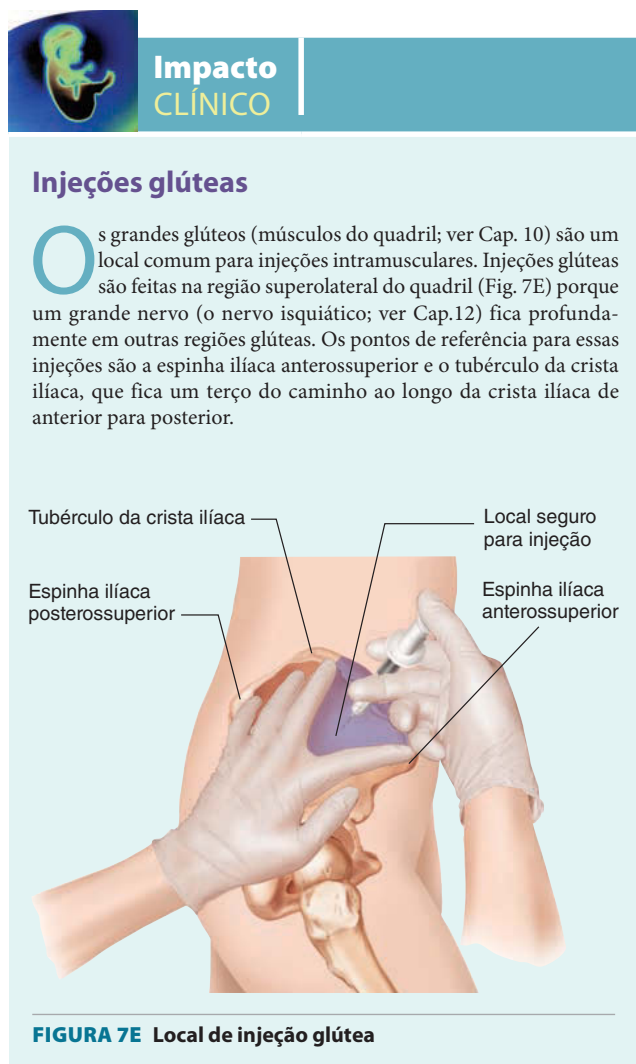 Impacto
CLÍNICO
Injeções glúteas
Os grandes glúteos (músculos do quadril; ver Cap. 10) são um
local comum para injeções intramusculares. Injeções glúteas
são feitas na região superolateral do quadril (Fig. 7E) porque
um grande nervo (o nervo isquiático; ver Cap.12) fica profunda-
mente em outras regiões glúteas. Os pontos de referência para essas
injeções são a espinha ilíaca anterossuperior e o tubérculo da crista
ilíaca, que fica um terço do caminho ao longo da crista ilíaca de
anterior para posterior.
Tubérculo da crista ilíaca
Local seguro
para injeção
Espinha ilíaca
posterossuperior
Espinha ilíaca
anterossuperior
FIGURA 7E Local de injeção glútea